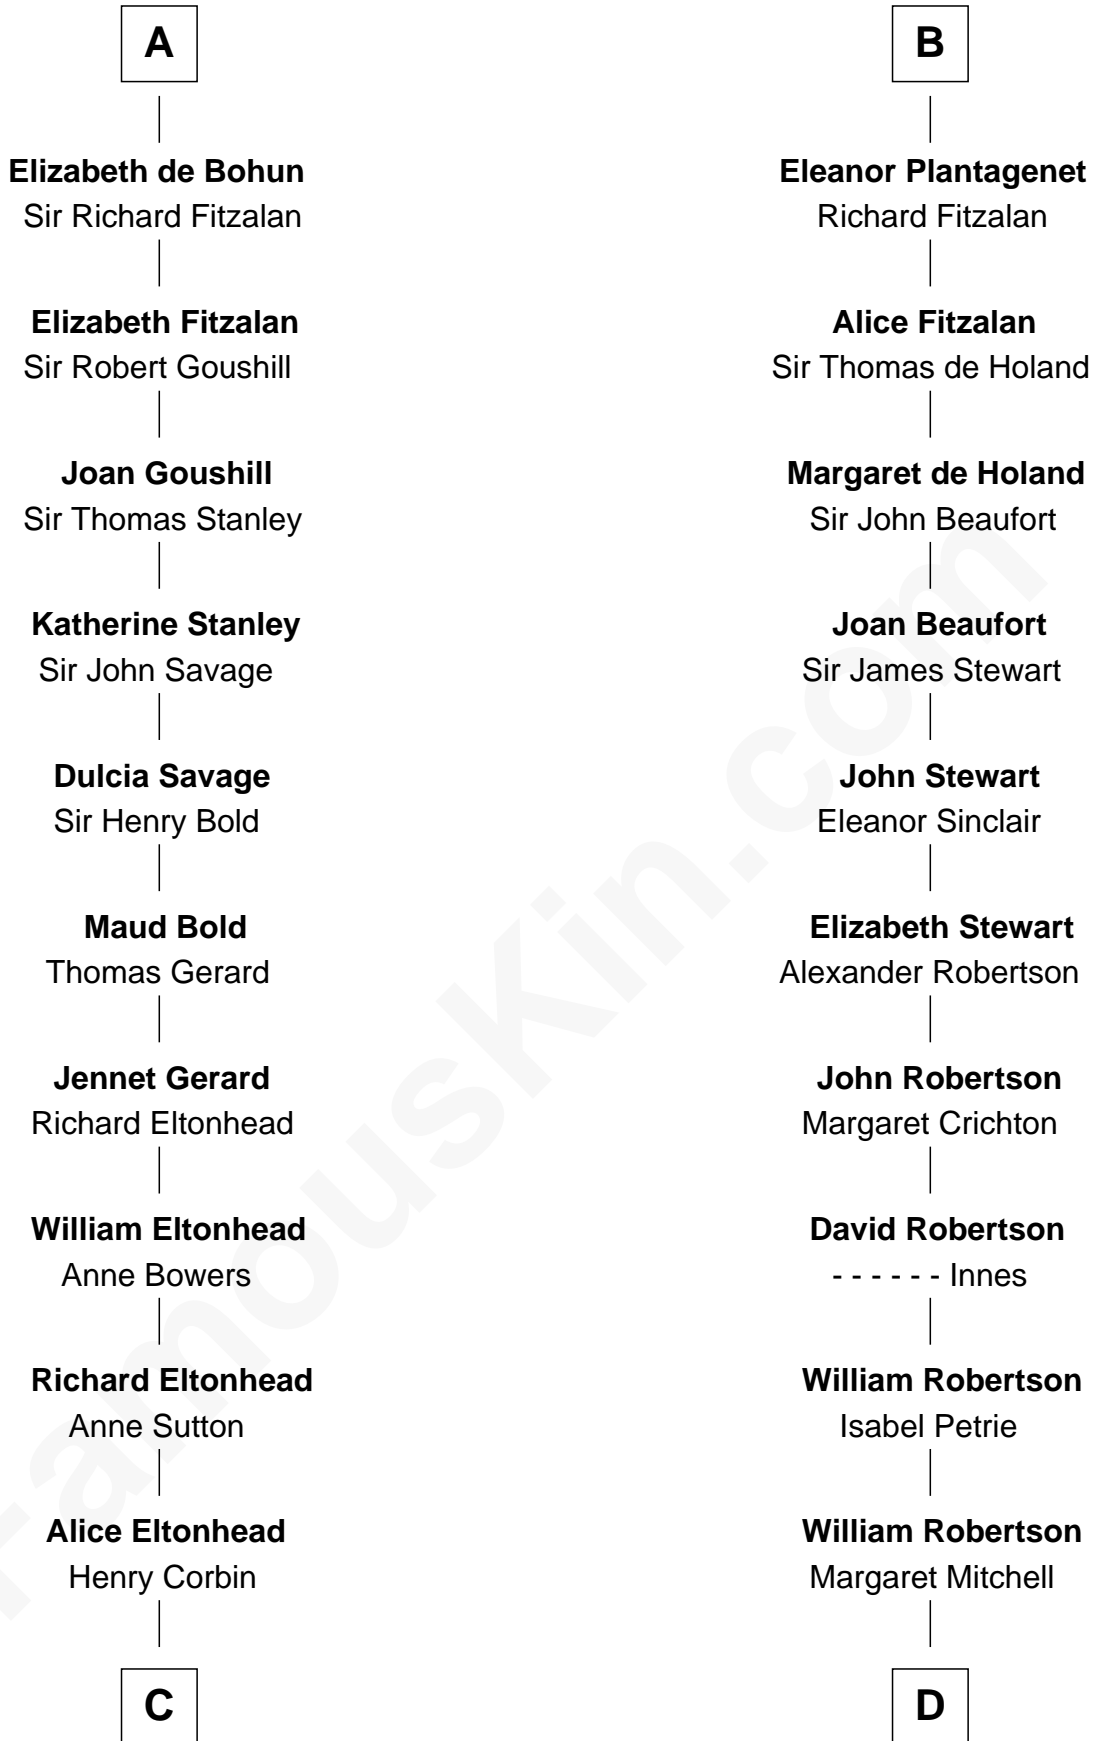 A
Elizabeth de Bohun
Sir Richard Fitzalan
Elizabeth Fitzalan
Sir Robert Goushill
Joan Goushill
Sir Thomas Stanley
Katherine Stanley
Sir John Savage
Dulcia Savage
Sir Henry Bold
Maud Bold
Thomas Gerard
Jennet Gerard
Richard Eltonhead
William Eltonhead
Anne Bowers
Richard Eltonhead
Anne Sutton
Alice Eltonhead
Henry Corbin
C
B
Eleanor Plantagenet
Richard Fitzalan
Alice Fitzalan
Sir Thomas de Holand
Margaret de Holand
Sir John Beaufort
Joan Beaufort
Sir James Stewart
John Stewart
Eleanor Sinclair
Elizabeth Stewart
Alexander Robertson
John Robertson
Margaret Crichton
David Robertson
- - - - - - Innes
William Robertson
Isabel Petrie
William Robertson
Margaret Mitchell
D
FamousKin.com